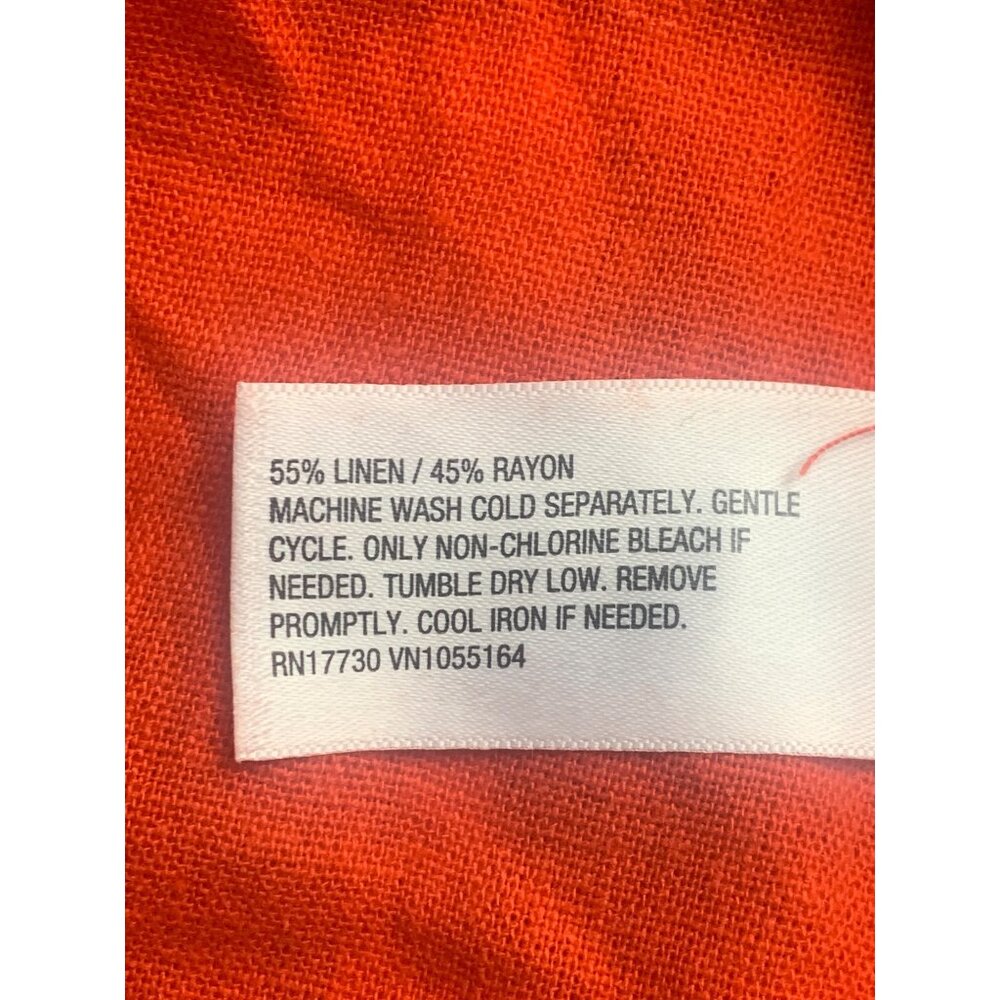 55% LINEN / 45% RAYON
MACHINE WASH COLD SEPARATELY. GENTLE
CYCLE. ONLY NON-CHLORINE BLEACH IF
NEEDED. TUMBLE DRY LOW. REMOVE
PROMPTLY. COOL IRON IF NEEDED.
RN17730 VN1055164